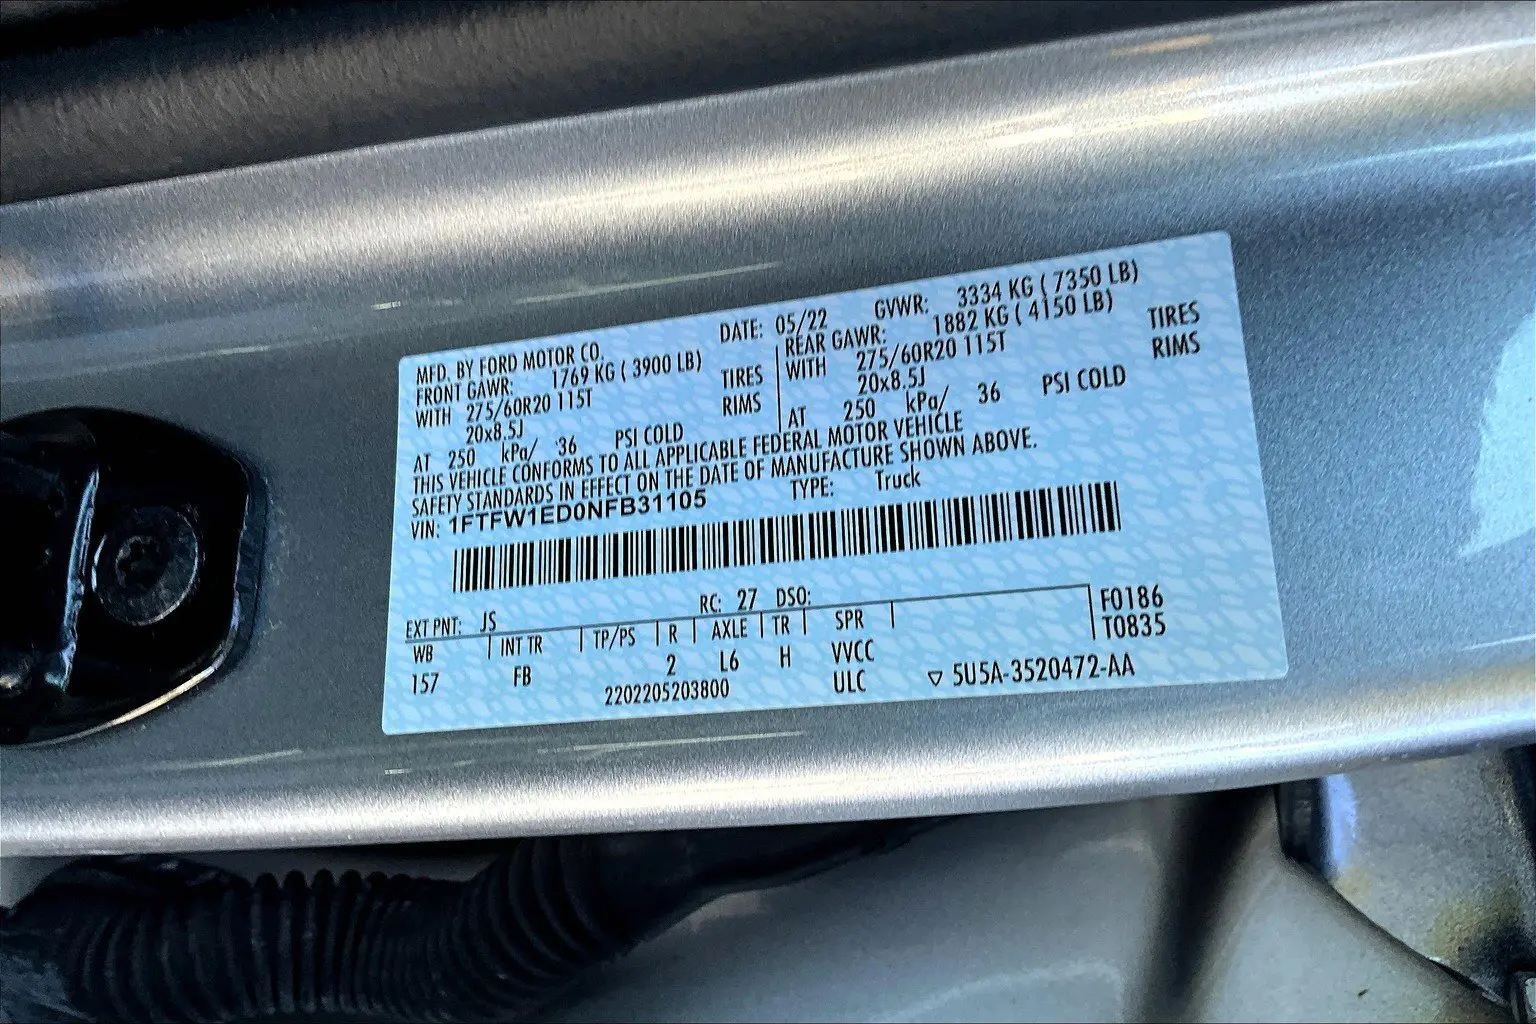 MFD. BY FORD MOTOR CO. DATE: 05/22 GVWR: 3334 KG ( 7350 LB)
FRONT GAWR: 1769 KG ( 3900 LB) REAR GAWR: 1882 KG ( 4150 LB)
WITH 275/60R20 115T TIRES WITH 275/60R20 115T TIRES
20x8.5J RIMS 20x8.5J RIMS
AT 250 kPa/ 36 PSI COLD AT 250 kPa/ 36 PSI COLD
THIS VEHICLE CONFORMS TO ALL APPLICABLE FEDERAL MOTOR VEHICLE
SAFETY STANDARDS IN EFFECT ON THE DATE OF MANUFACTURE SHOWN ABOVE.
VIN: 1FTFW1ED0NFB31105 TYPE: Truck
EXT PNT: JS RC: 27 DSO: F0186
WB INT TR TP/PS R AXLE TR SPR T0835
157 FB 2 L6 H VVCC
2202205203800 ULC ▽ 5U5A-3520472-AA